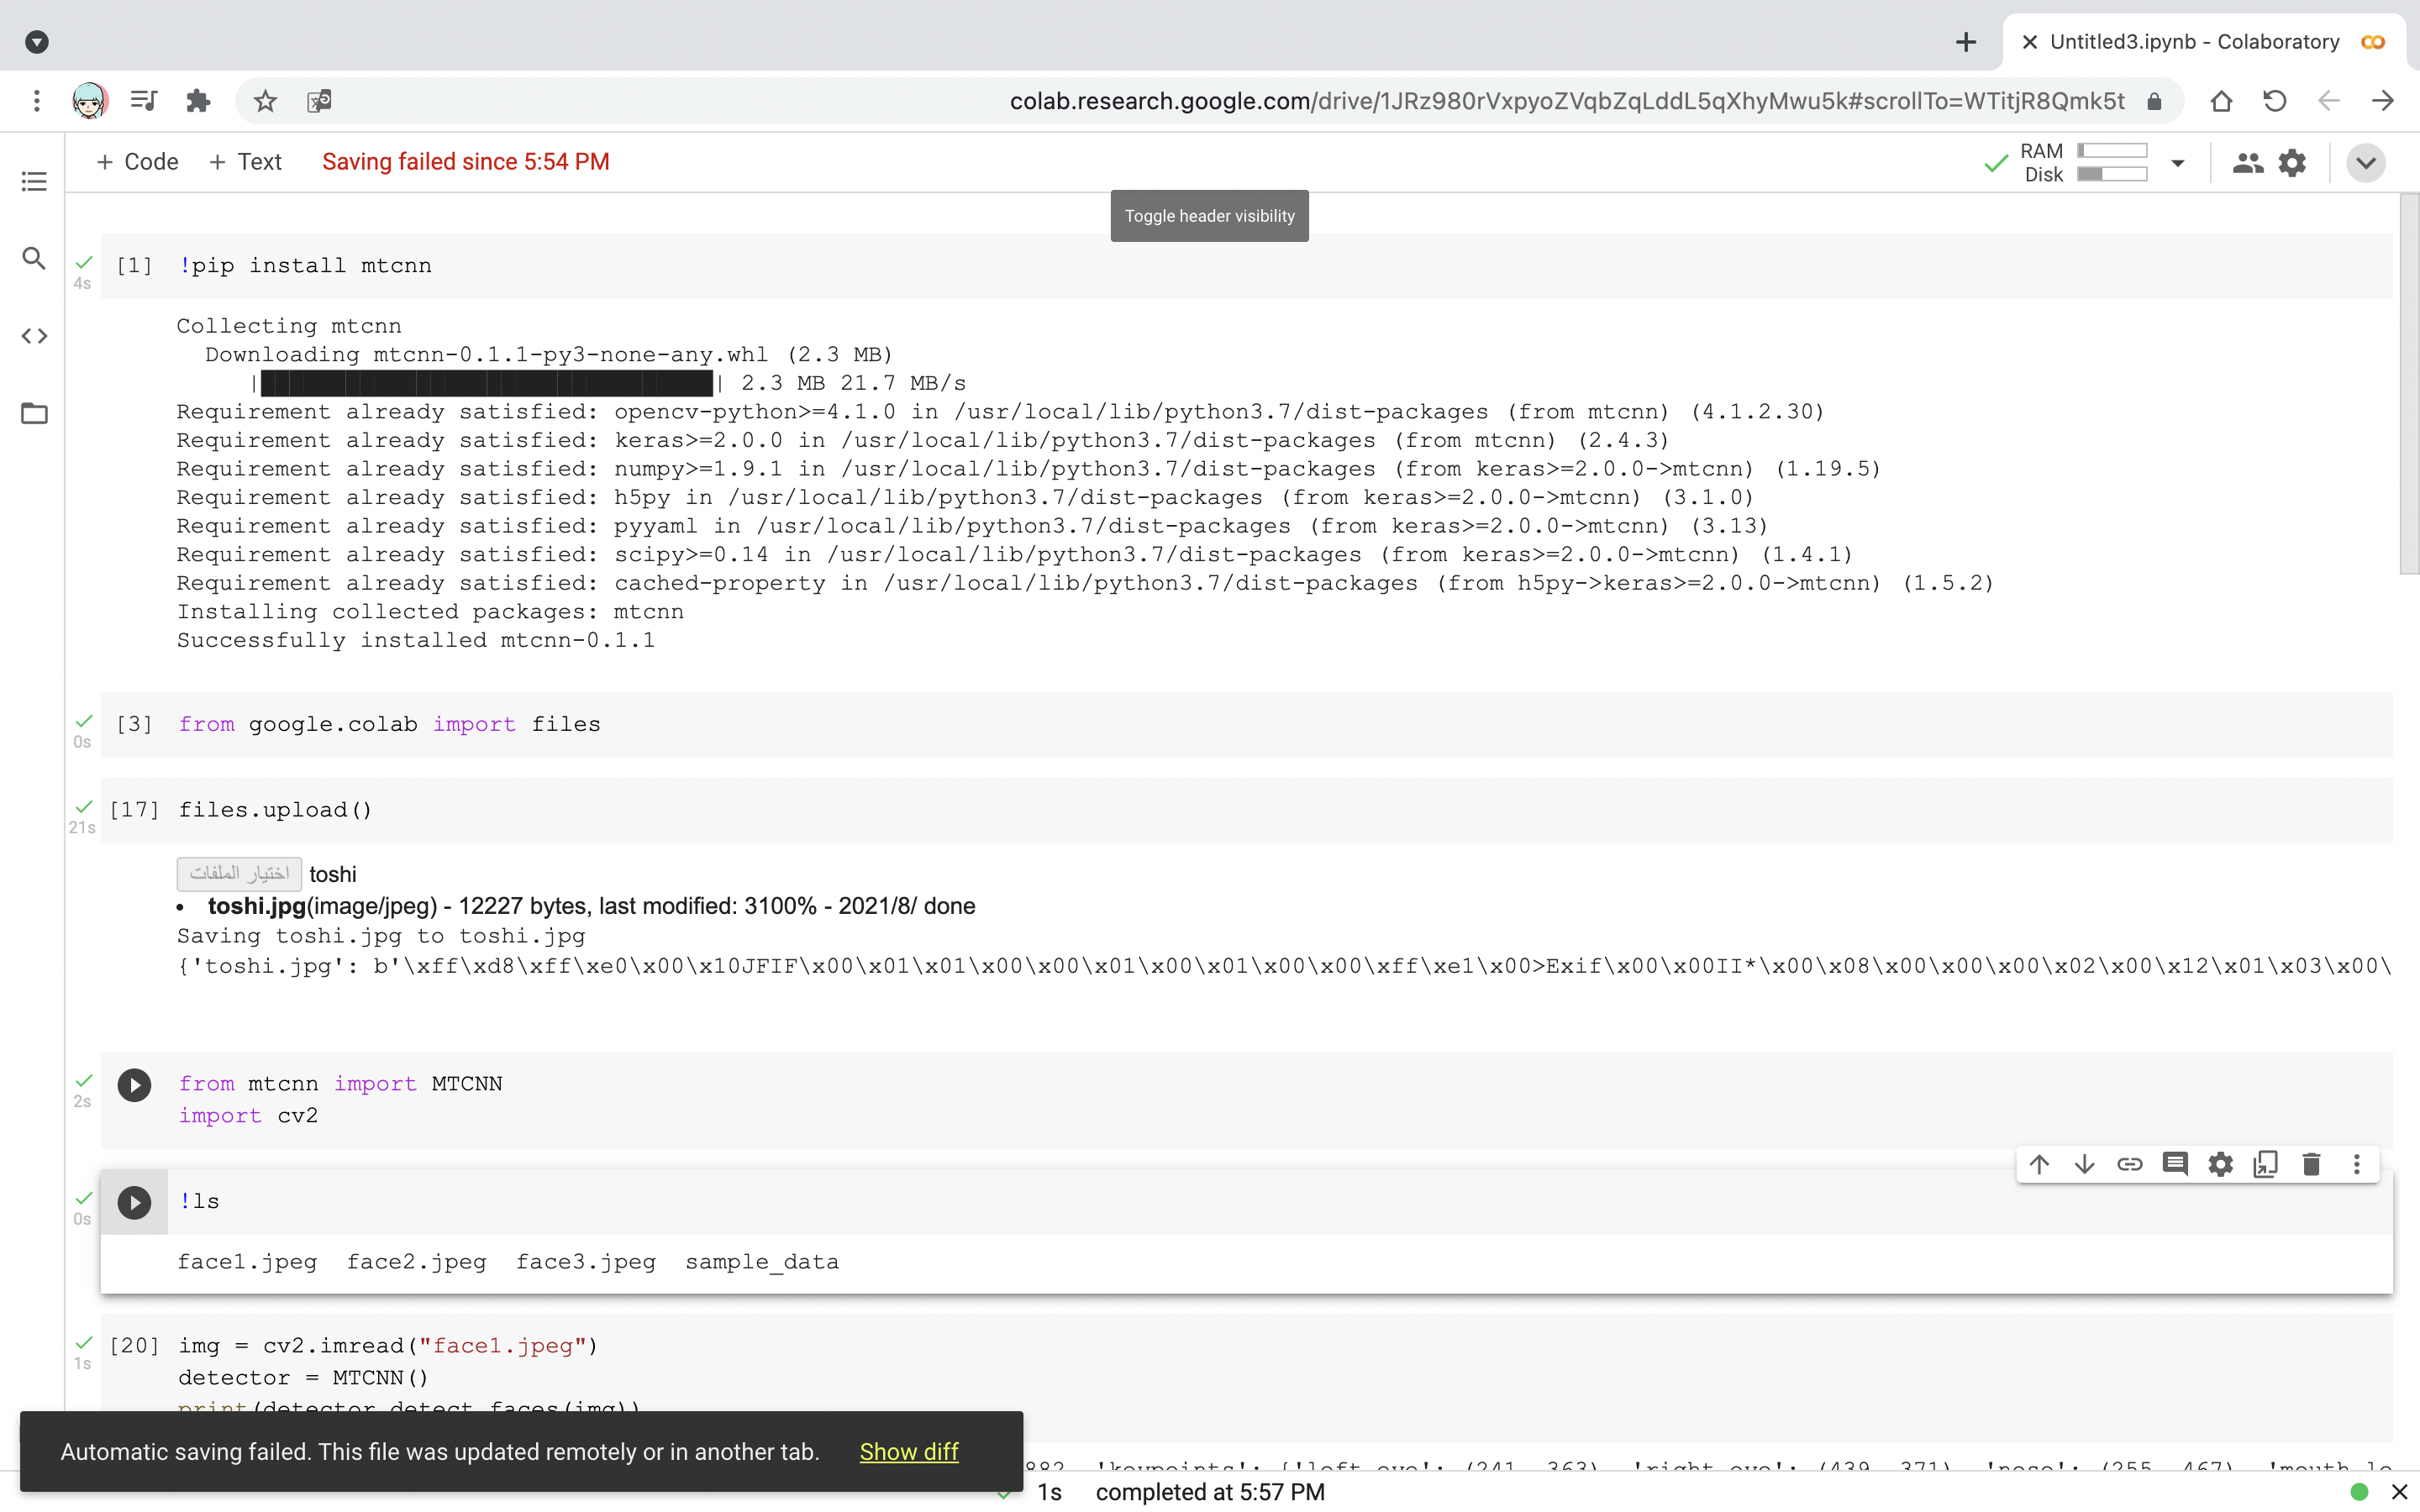 Untitled3.ipynb - Colaboratory
colab.research.google.com/drive/1JRz980rVxpyoZVqbZqLddL5qXhyMwu5k#scrollTo=WTitjR8Qmk5t
+ Code + Text Saving failed since 5:54 PM
RAM
Disk
Toggle header visibility
4s [1] !pip install mtcnn
Collecting mtcnn
Downloading mtcnn-0.1.1-py3-none-any.whl (2.3 MB)
| 2.3 MB 21.7 MB/s
Requirement already satisfied: opencv-python>=4.1.0 in /usr/local/lib/python3.7/dist-packages (from mtcnn) (4.1.2.30)
Requirement already satisfied: keras>=2.0.0 in /usr/local/lib/python3.7/dist-packages (from mtcnn) (2.4.3)
Requirement already satisfied: numpy>=1.9.1 in /usr/local/lib/python3.7/dist-packages (from keras>=2.0.0->mtcnn) (1.19.5)
Requirement already satisfied: h5py in /usr/local/lib/python3.7/dist-packages (from keras>=2.0.0->mtcnn) (3.1.0)
Requirement already satisfied: pyyaml in /usr/local/lib/python3.7/dist-packages (from keras>=2.0.0->mtcnn) (3.13)
Requirement already satisfied: scipy>=0.14 in /usr/local/lib/python3.7/dist-packages (from keras>=2.0.0->mtcnn) (1.4.1)
Requirement already satisfied: cached-property in /usr/local/lib/python3.7/dist-packages (from h5py->keras>=2.0.0->mtcnn) (1.5.2)
Installing collected packages: mtcnn
Successfully installed mtcnn-0.1.1
0s [3] from google.colab import files
21s [17] files.upload()
اختيار الملفات toshi
• toshi.jpg(image/jpeg) - 12227 bytes, last modified: 3100% - 2021/8/ done
Saving toshi.jpg to toshi.jpg
{'toshi.jpg': b'\xff\xd8\xff\xe0\x00\x10JFIF\x00\x01\x01\x00\x00\x01\x00\x01\x00\x00\xff\xe1\x00>Exif\x00\x00II*\x00\x08\x00\x00\x00\x02\x00\x12\x01\x03\x00\
2s from mtcnn import MTCNN
import cv2
0s !ls
face1.jpeg face2.jpeg face3.jpeg sample_data
1s [20] img = cv2.imread("face1.jpeg")
detector = MTCNN()
print(detector.detect_faces(img))
Automatic saving failed. This file was updated remotely or in another tab. Show diff
882, 'keypoints': {'left_eye': (241, 363), 'right_eye': (439, 371), 'nose': (255, 467), 'mouth_le
1s completed at 5:57 PM